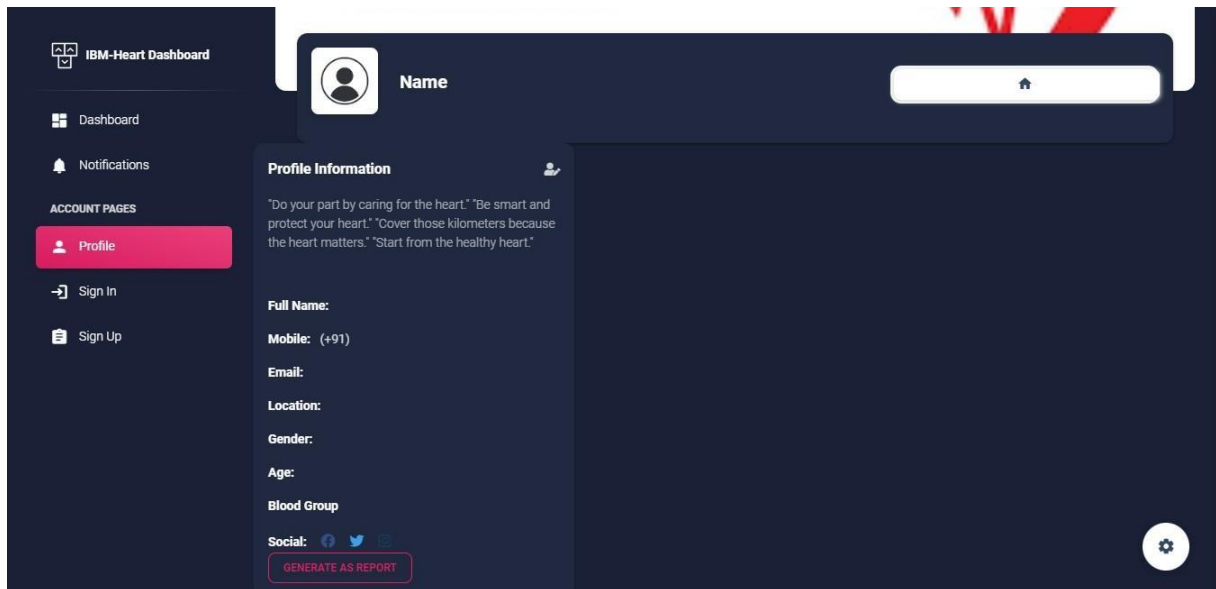 IBM-Heart Dashboard
Dashboard
Notifications
ACCOUNT PAGES
Profile
Sign In
Sign Up
Name
Profile Information
"Do your part by caring for the heart." "Be smart and
protect your heart." "Cover those kilometers because
the heart matters." "Start from the healthy heart."
Full Name:
Mobile: (+91)
Email:
Location:
Gender:
Age:
Blood Group
Social:
GENERATE AS REPORT